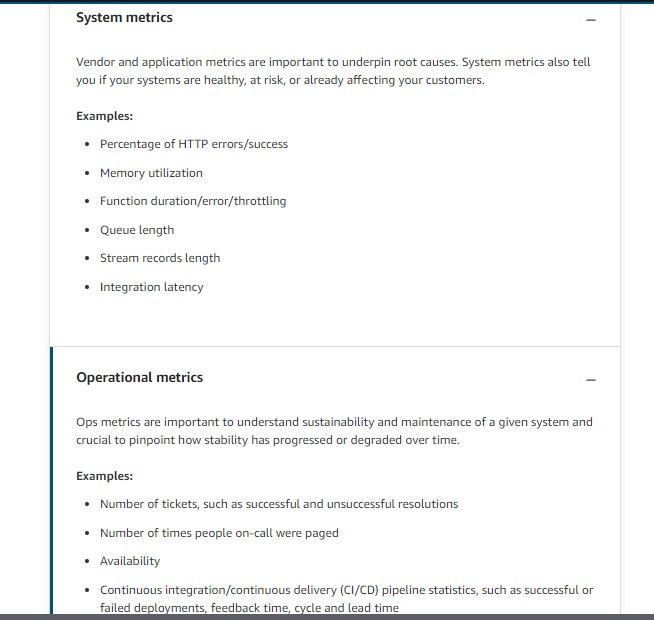 System metrics
Vendor and application metrics are important to underpin root causes. System metrics also tell
you if your systems are healthy, at risk, or already affecting your customers.
Examples:
Percentage of HTTP errors/success
Memory utilization
Function duration/error/throttling
Queue length
Stream records length
Integration latency
Operational metrics
Ops metrics are important to understand sustainability and maintenance of a given system and
crucial to pinpoint how stability has progressed or degraded over time.
Examples:
Number of tickets, such as successful and unsuccessful resolutions
Number of times people on-call were paged
Availability
Continuous integration/continuous delivery (CI/CD) pipeline statistics, such as successful or
failed deployments, feedback time, cycle and lead time